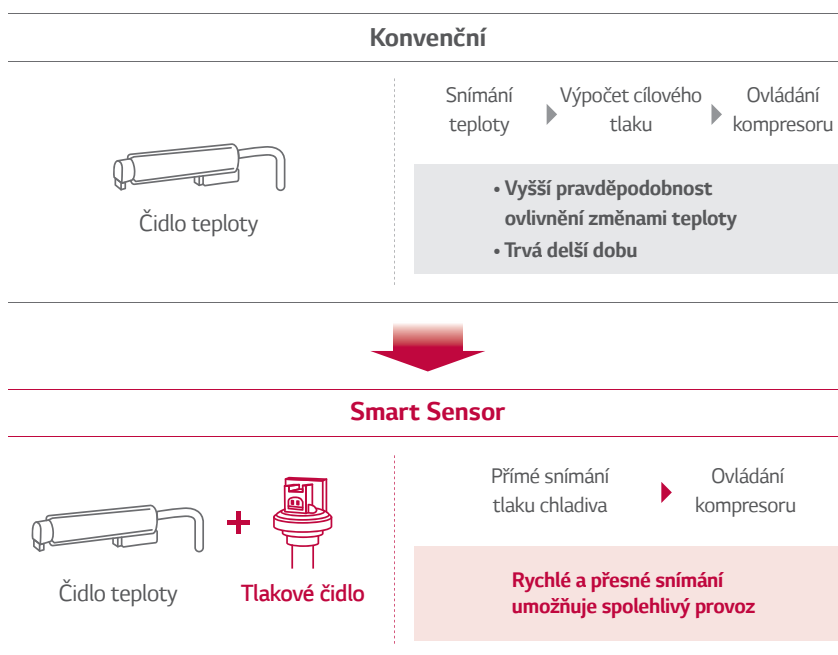 Konvenční
Čidlo teploty
Snímání
teploty
Výpočet cílového
tlaku
Ovládání
kompresoru
• Vyšší pravděpodobnost
ovlivnění změnami teploty
• Trvá delší dobu
Smart Sensor
Čidlo teploty
+
Tlakové čidlo
Přímé snímání
tlaku chladiva
Ovládání
kompresoru
Rychlé a přesné snímání
umožňuje spolehlivý provoz